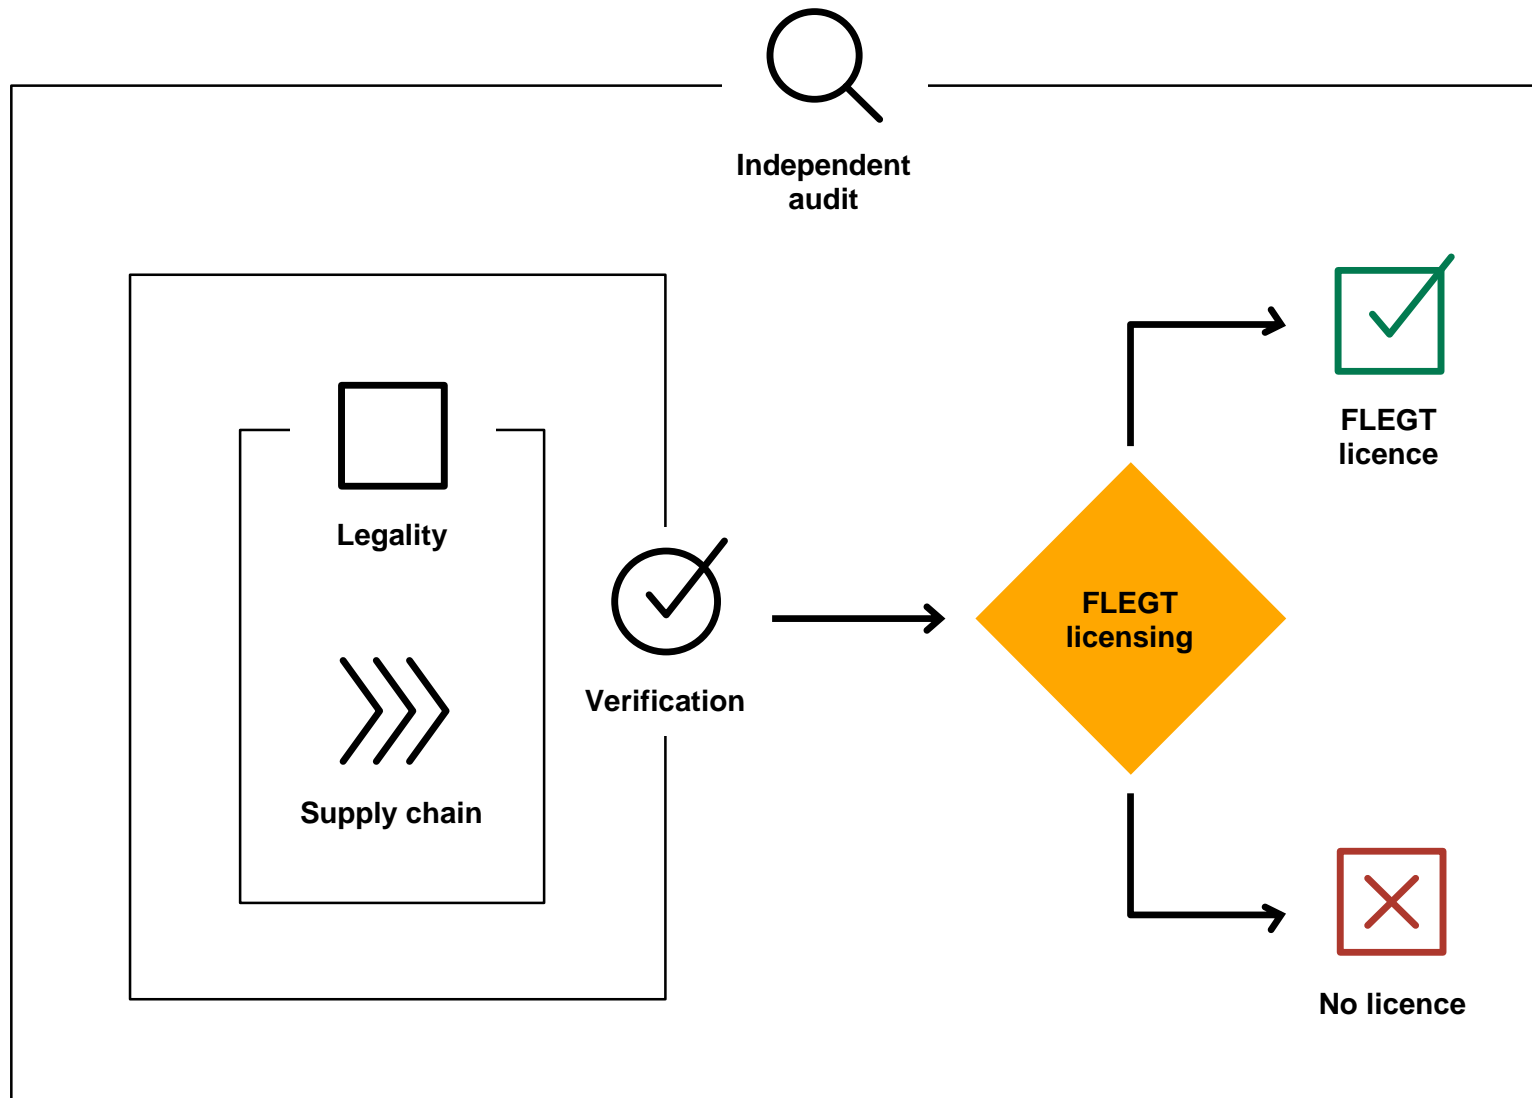 Independent
audit
Legality
Supply chain
Verification
FLEGT
licensing
FLEGT
licence
No licence